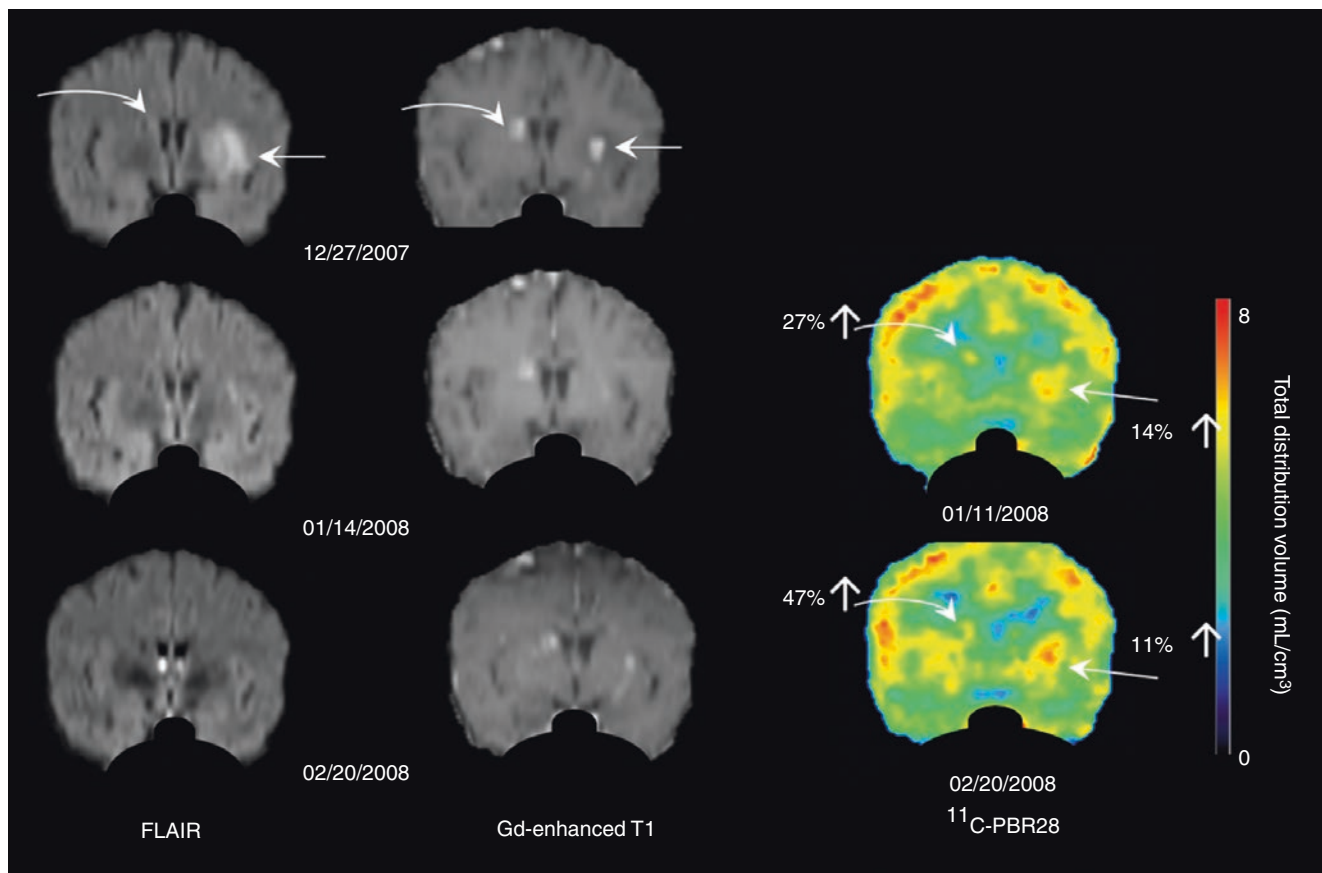 12/27/2007
27%
8
14%
01/14/2008
01/11/2008
47%
11%
Total distribution volume (mL/cm³)
0
02/20/2008
02/20/2008
FLAIR
Gd-enhanced T1
¹¹C-PBR28